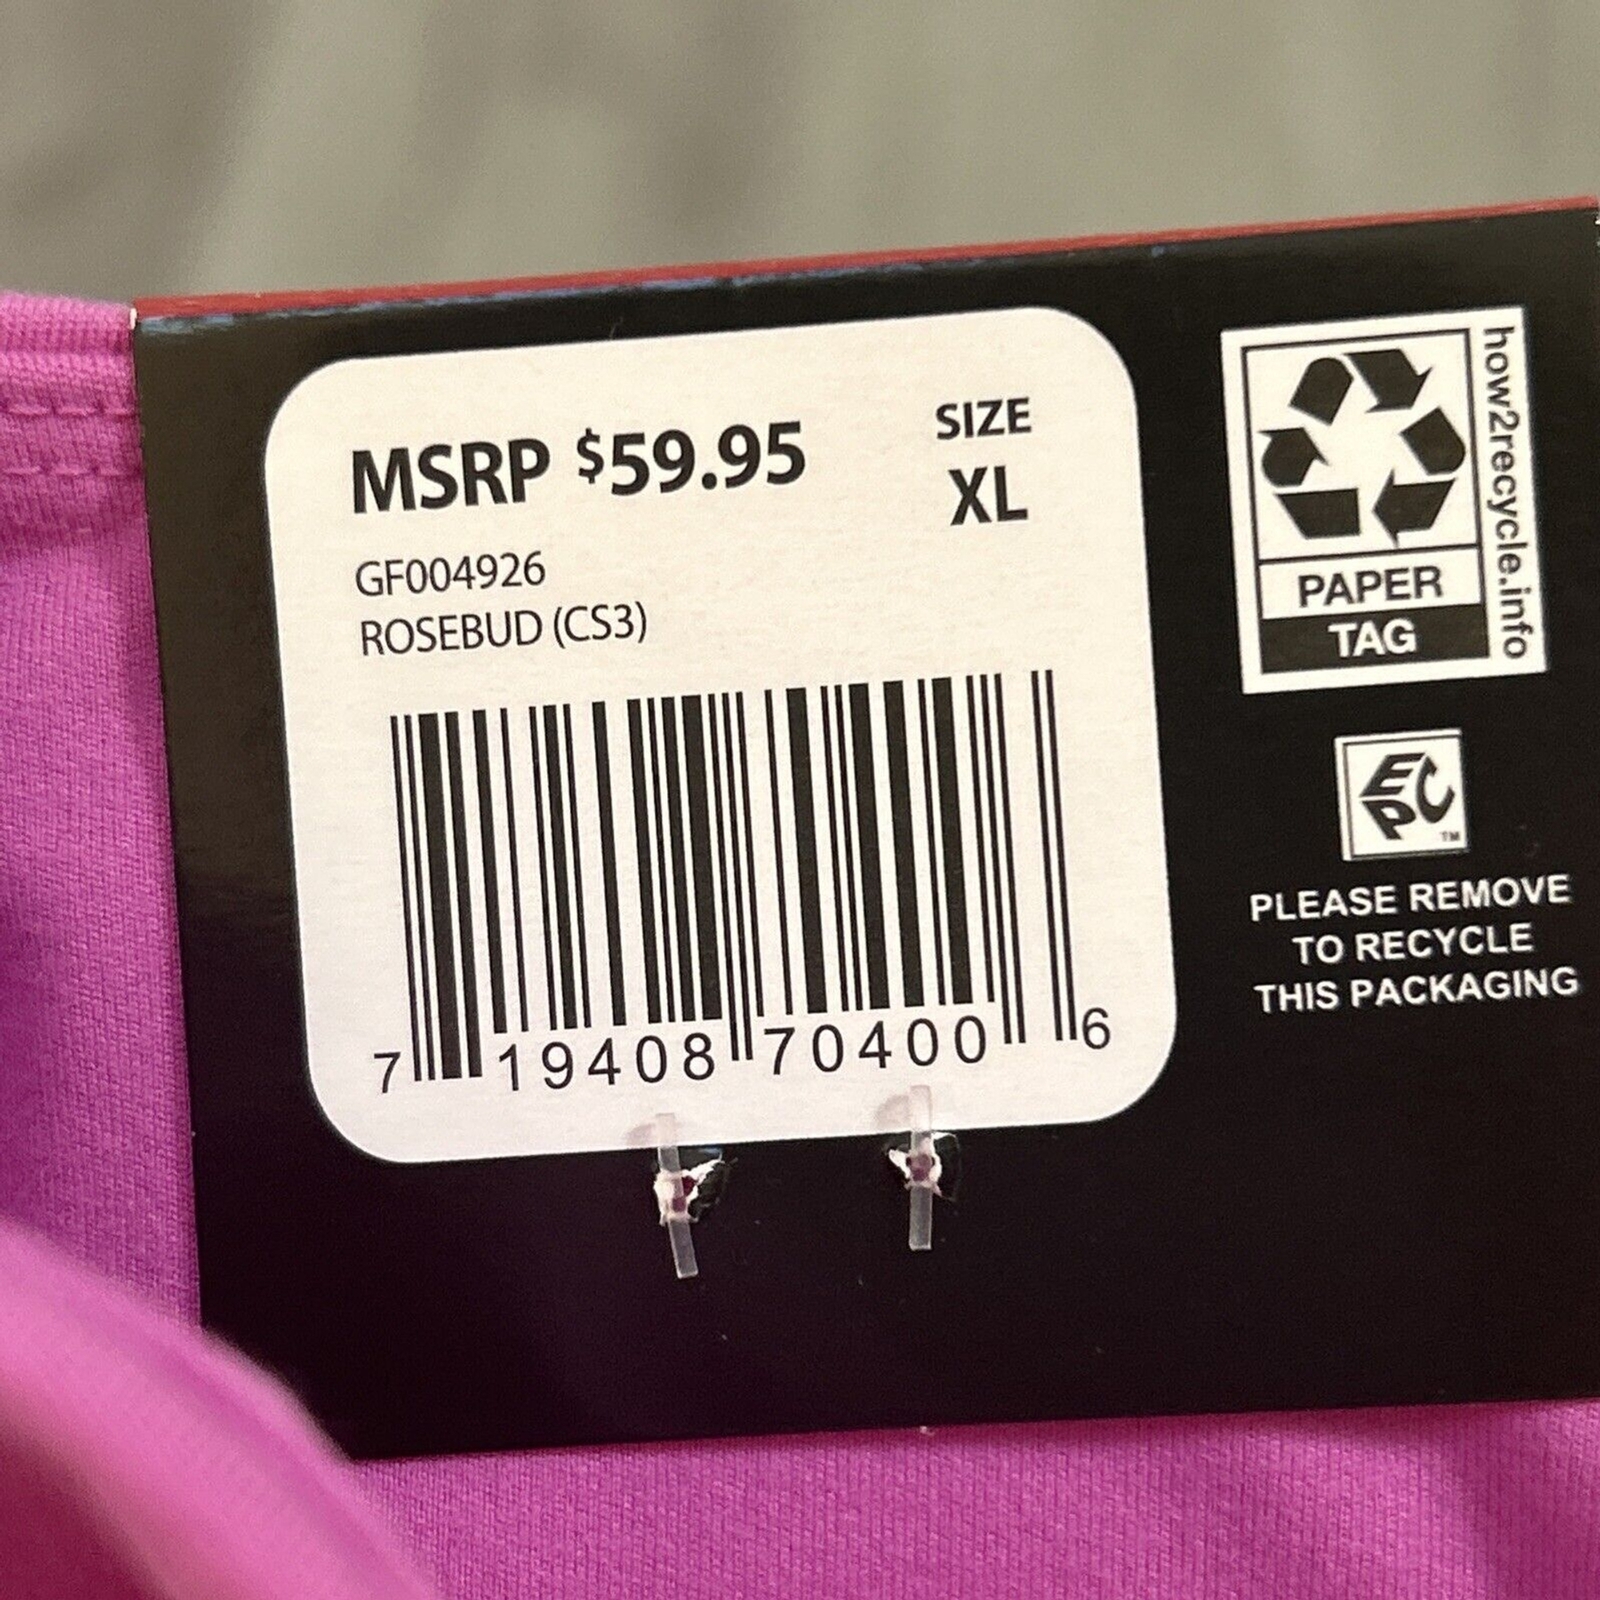 MSRP $59.95
SIZE
XL
GF004926
ROSEBUD (CS3)
7 19408 70400 6
how2recycle.info
PAPER
TAG
EPC
TM
PLEASE REMOVE
TO RECYCLE
THIS PACKAGING